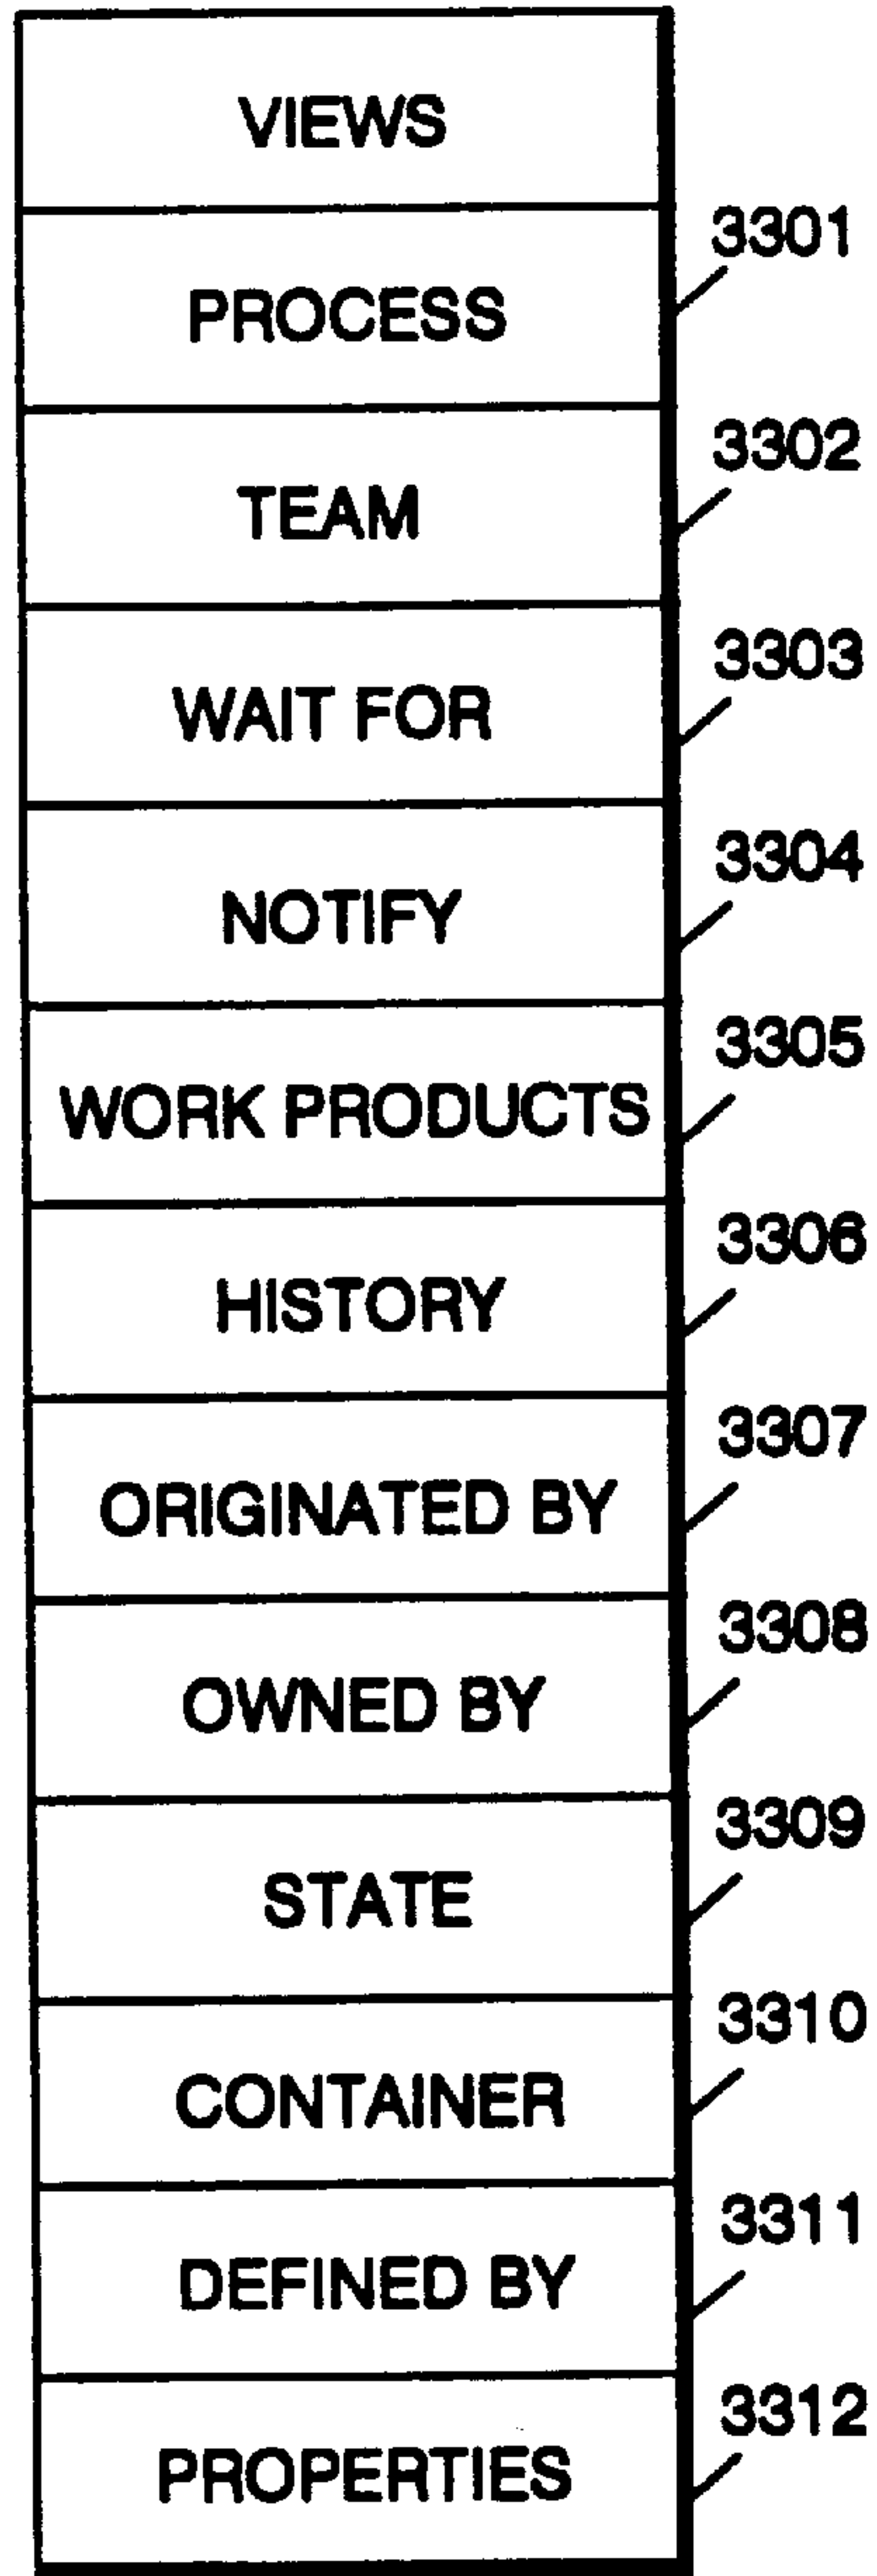 VIEWS
3301
PROCESS
3302
TEAM
3303
WAIT FOR
3304
NOTIFY
3305
WORK PRODUCTS
3306
HISTORY
3307
ORIGINATED BY
3308
OWNED BY
3309
STATE
3310
CONTAINER
3311
DEFINED BY
3312
PROPERTIES